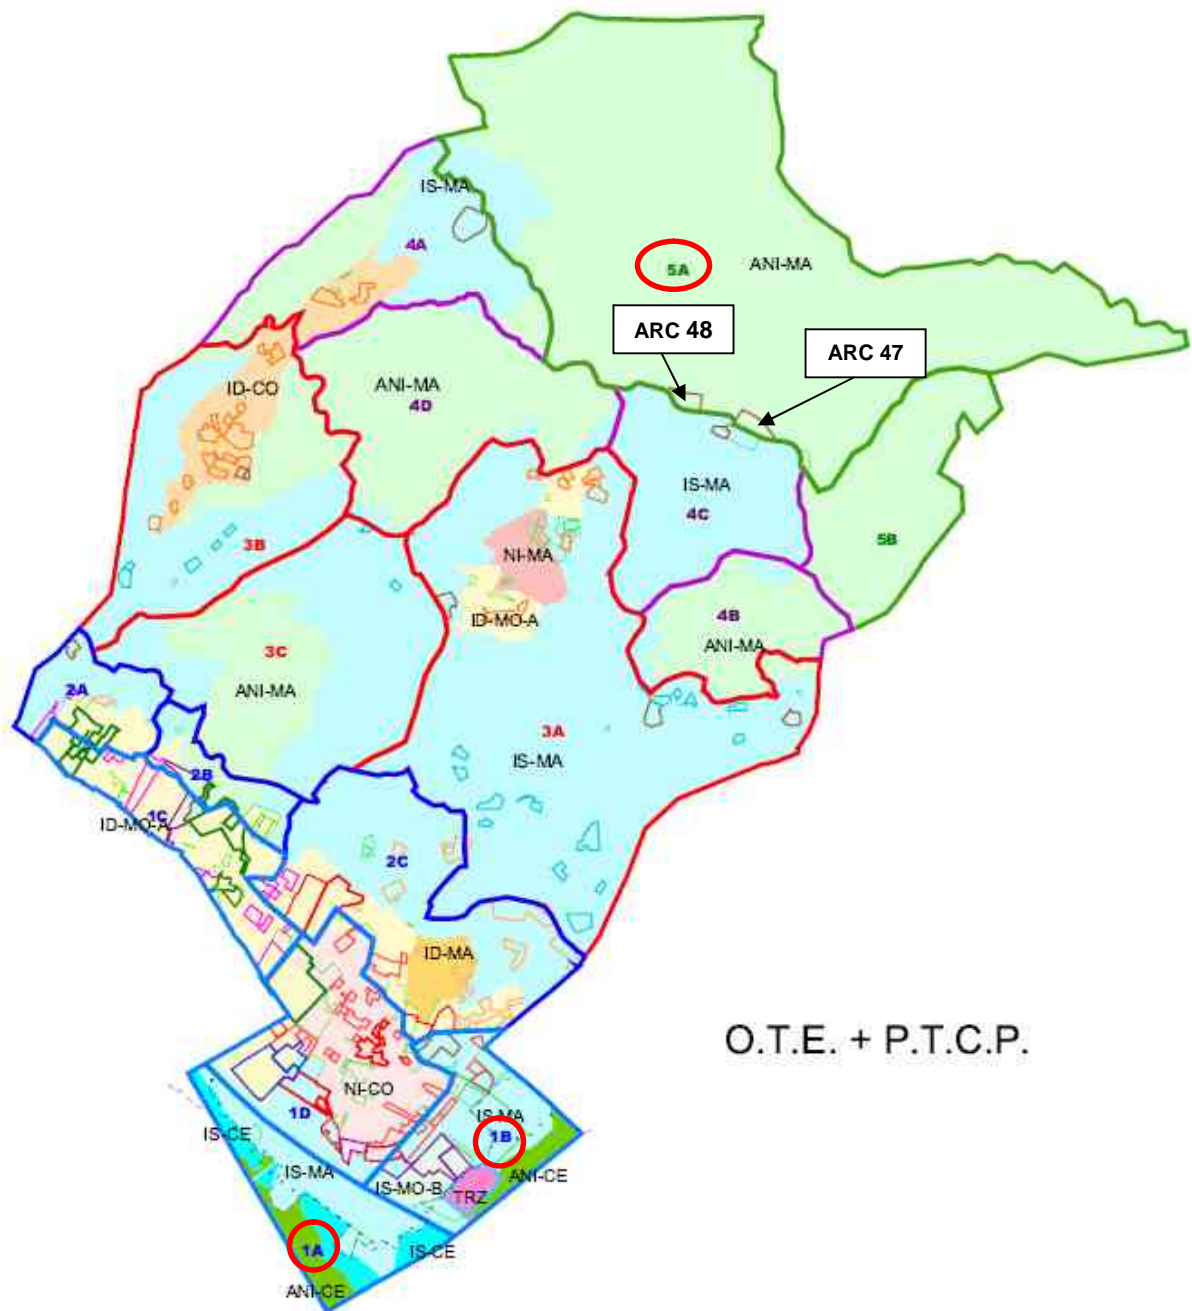 IS-MA
4A
5A
ANI-MA
ARC 48
ARC 47
ID-CO
ANI-MA
4D
IS-MA
4C
3B
NI-MA
5B
ID-MO-A
4B
ANI-MA
3C
ANI-MA
2A
3A
IS-MA
2B
1C
ID-MO-A
2C
ID-MA
O.T.E. + P.T.C.P.
NI-CO
1D
IS-MA
1B
IS-CE
IS-MA
ANI-CE
IS-MO-B
TRZ
1A
IS-CE
ANI-CE